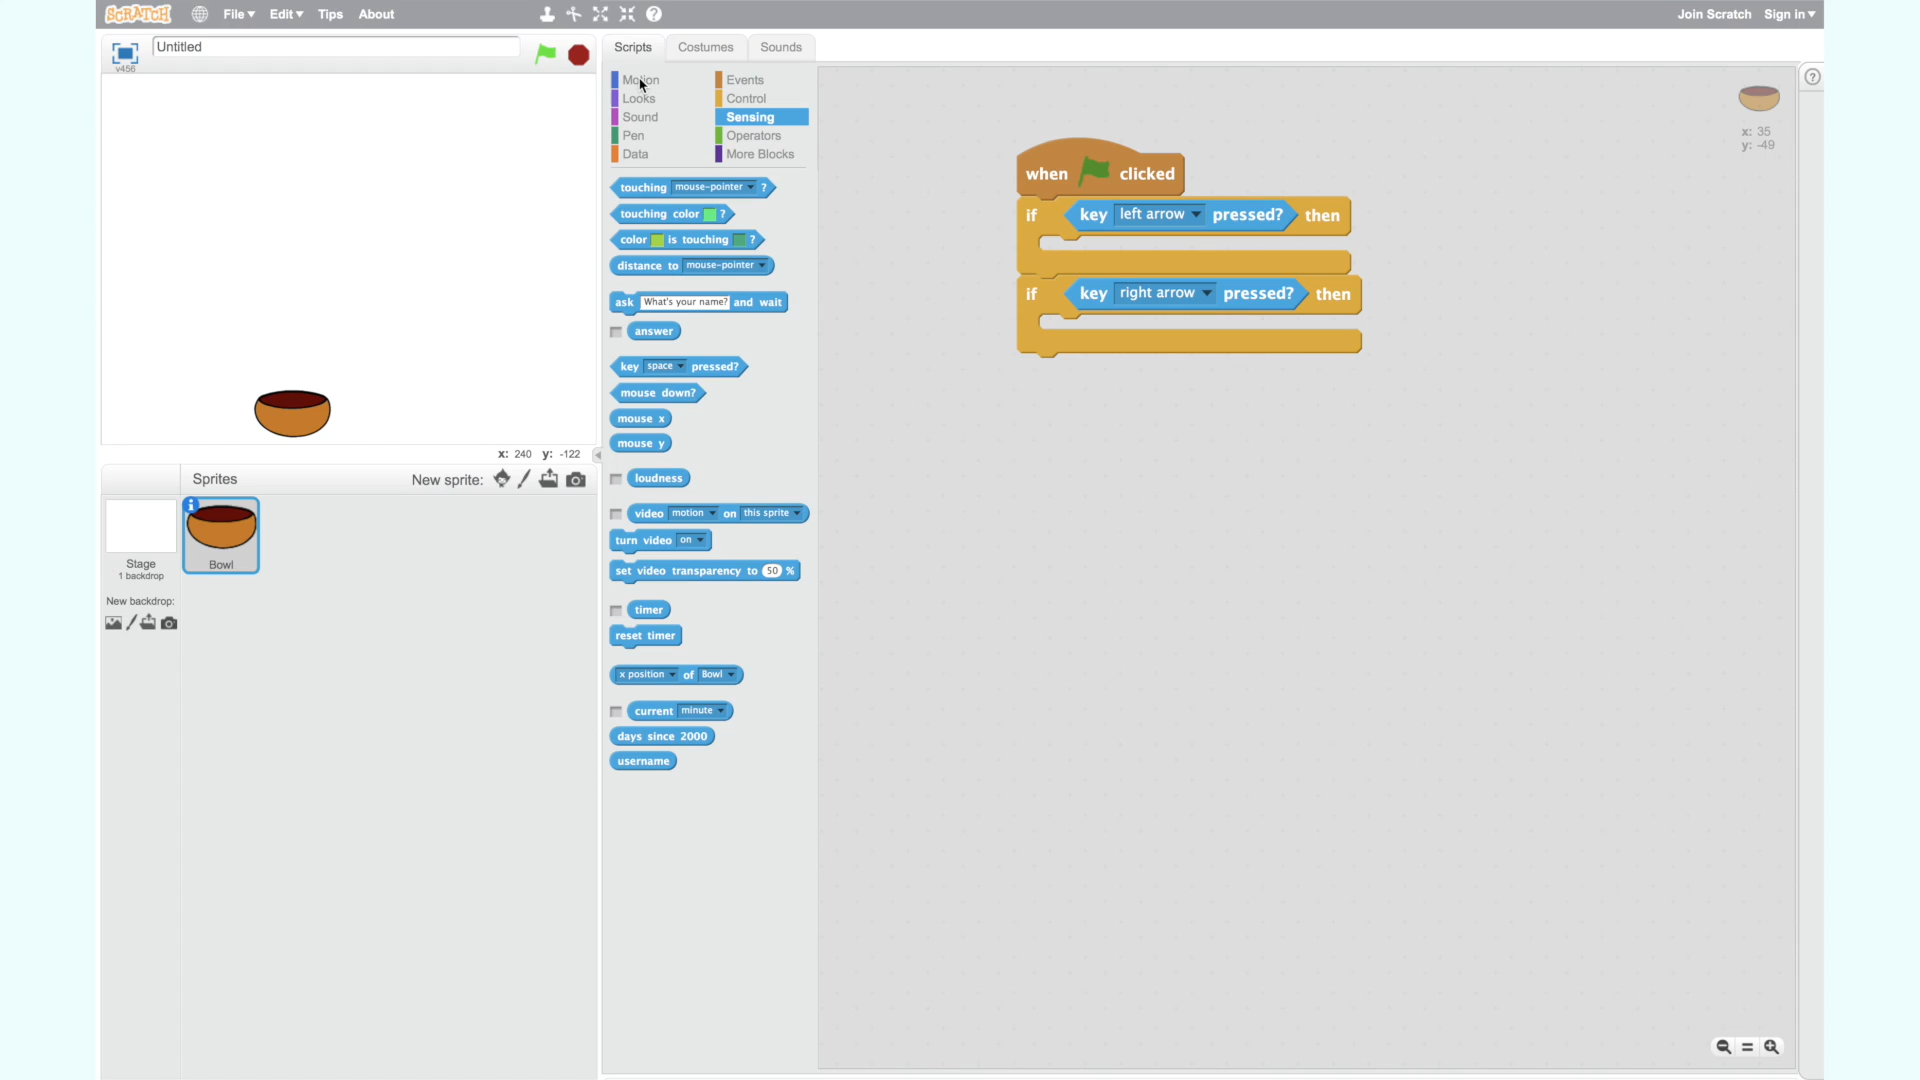 SCRATCH File Edit Tips About Join Scratch Sign in
v456
Untitled
Scripts Costumes Sounds
Motion Events
Looks Control
Sound Sensing
Pen Operators
Data More Blocks
touching mouse-pointer ?
touching color ?
color is touching ?
distance to mouse-pointer
ask What's your name? and wait
answer
key space pressed?
mouse down?
mouse x
mouse y
loudness
video motion on this sprite
turn video on
set video transparency to 50 %
timer
reset timer
x position of Bowl
current minute
days since 2000
username
when clicked
if key left arrow pressed? then
if key right arrow pressed? then
x: 35
y: -49
x: 240 y: -122
Sprites New sprite:
Stage
1 backdrop
New backdrop:
Bowl